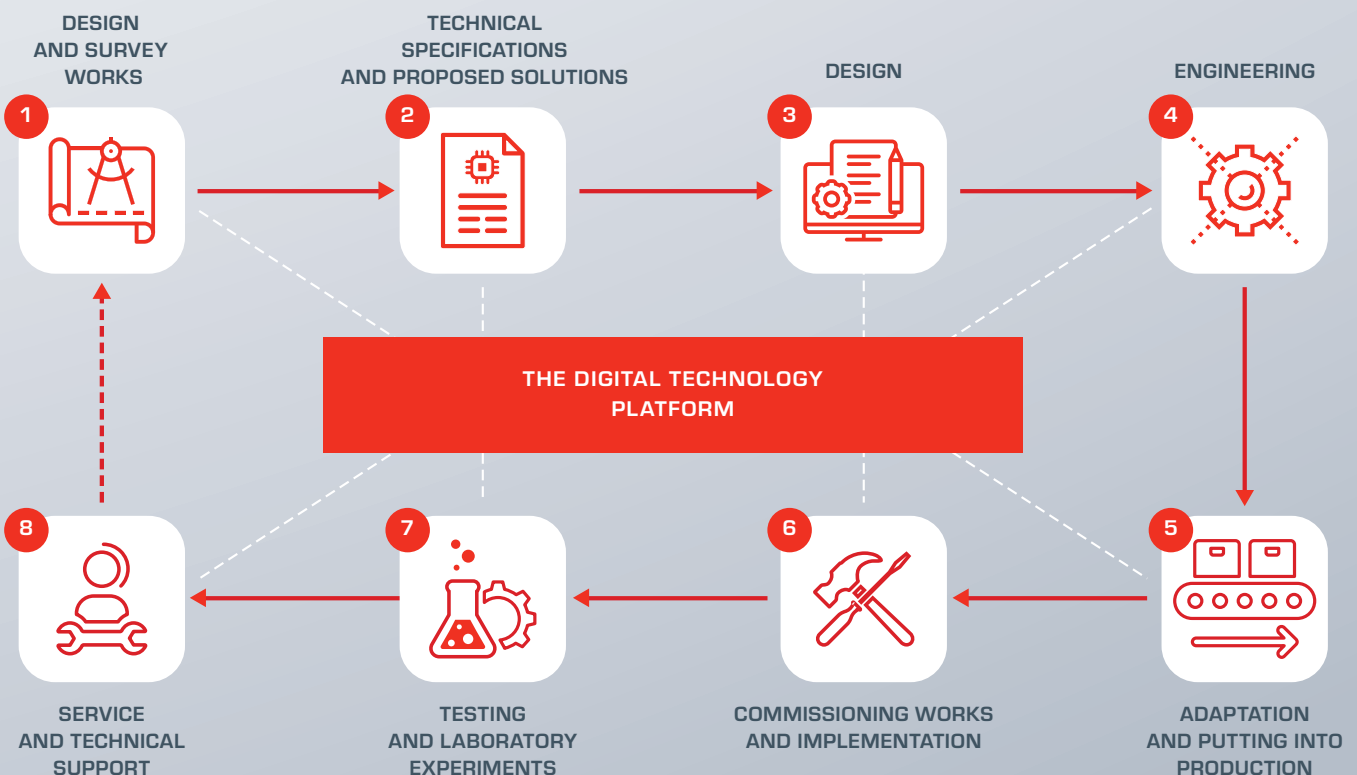 DESIGN
AND SURVEY
WORKS
TECHNICAL
SPECIFICATIONS
AND PROPOSED SOLUTIONS
DESIGN
ENGINEERING
1
2
3
4
THE DIGITAL TECHNOLOGY
PLATFORM
8
7
6
5
SERVICE
AND TECHNICAL
SUPPORT
TESTING
AND LABORATORY
EXPERIMENTS
COMMISSIONING WORKS
AND IMPLEMENTATION
ADAPTATION
AND PUTTING INTO
PRODUCTION